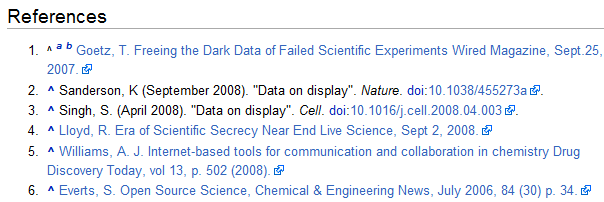 References
1. ^ a b Goetz, T. Freeing the Dark Data of Failed Scientific Experiments Wired Magazine, Sept.25,
2007.
2. ^ Sanderson, K (September 2008). "Data on display". Nature. doi:10.1038/455273a.
3. ^ Singh, S. (April 2008). "Data on display". Cell. doi:10.1016/j.cell.2008.04.003.
4. ^ Lloyd, R. Era of Scientific Secrecy Near End Live Science, Sept 2, 2008.
5. ^ Williams, A. J. Internet-based tools for communication and collaboration in chemistry Drug
Discovery Today, vol 13, p. 502 (2008).
6. ^ Everts, S. Open Source Science, Chemical & Engineering News, July 2006, 84 (30) p. 34.